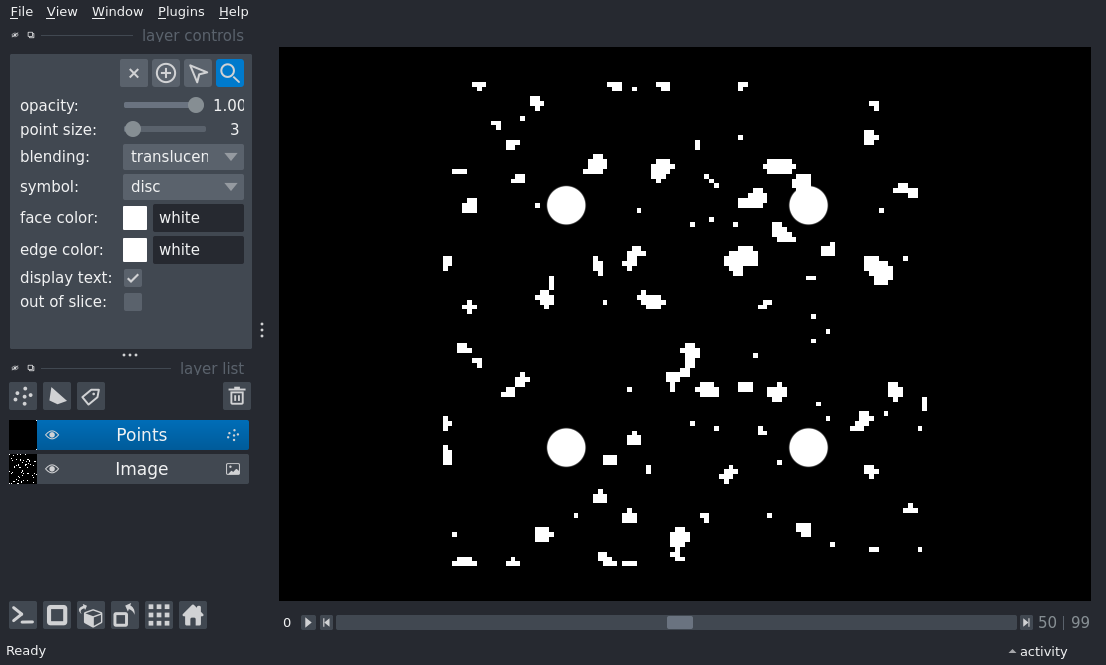 File View Window Plugins Help
layer controls
opacity: 1.00
point size: 3
blending: translucen
symbol: disc
face color: white
edge color: white
display text:
out of slice:
layer list
Points
Image
0 50 | 99
Ready activity